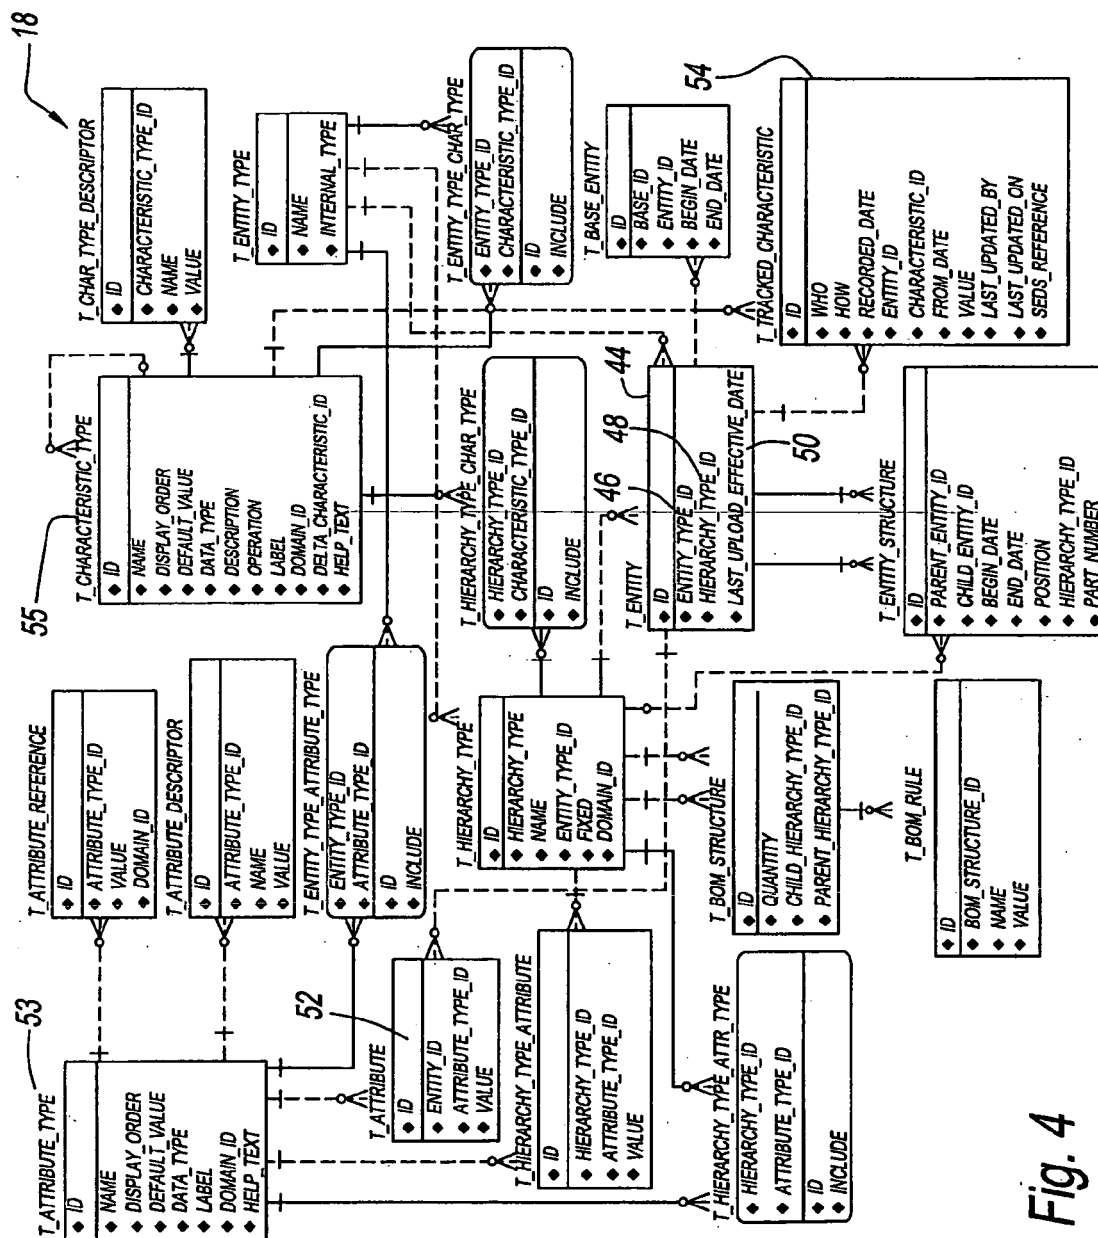 18
55
T_CHARACTERISTIC_TYPE
ID
NAME
DISPLAY_ORDER
DEFAULT_VALUE
DATA_TYPE
DESCRIPTION
OPERATION
LABEL
DOMAIN_ID
DELTA_CHARACTERISTIC_ID
HELP_TEXT
T_CHAR_TYPE_DESCRIPTOR
ID
CHARACTERISTIC_TYPE_ID
NAME
VALUE
T_ENTITY_TYPE
ID
NAME
INTERNAL_TYPE
T_ENTITY_TYPE_CHAR_TYPE
ENTITY_TYPE_ID
CHARACTERISTIC_TYPE_ID
ID
INCLUDE
T_BASE_ENTITY
ID
BASE_ID
ENTITY_ID
BEGIN_DATE
END_DATE
54
T_TRACKED_CHARACTERISTIC
ID
WHO
HOW
RECORDED_DATE
ENTITY_ID
CHARACTERISTIC_ID
FROM_DATE
VALUE
LAST_UPDATED_BY
LAST_UPDATED_ON
SEDS_REFERENCE
T_ATTRIBUTE_REFERENCE
ID
ATTRIBUTE_TYPE_ID
VALUE
DOMAIN_ID
T_ATTRIBUTE_DESCRIPTOR
ID
ATTRIBUTE_TYPE_ID
NAME
VALUE
T_ENTITY_TYPE_ATTRIBUTE_TYPE
ENTITY_TYPE_ID
ATTRIBUTE_TYPE_ID
ID
INCLUDE
T_HIERARCHY_TYPE_CHAR_TYPE
HIERARCHY_TYPE_ID
CHARACTERISTIC_TYPE_ID
ID
INCLUDE
T_HIERARCHY_TYPE
ID
HIERARCHY_TYPE
NAME
ENTITY_TYPE_ID
FIXED
DOMAIN_ID
44
46
48
50
T_ENTITY
ID
ENTITY_TYPE_ID
HIERARCHY_TYPE_ID
LAST_UPLOAD_EFFECTIVE_DATE
T_ENTITY_STRUCTURE
ID
PARENT_ENTITY_ID
CHILD_ENTITY_ID
BEGIN_DATE
END_DATE
POSITION
HIERARCHY_TYPE_ID
PART_NUMBER
53
T_ATTRIBUTE_TYPE
ID
NAME
DISPLAY_ORDER
DEFAULT_VALUE
DATA_TYPE
LABEL
DOMAIN_ID
HELP_TEXT
52
T_ATTRIBUTE
ID
ENTITY_ID
ATTRIBUTE_TYPE_ID
VALUE
T_HIERARCHY_TYPE_ATTRIBUTE
ID
HIERARCHY_TYPE_ID
ATTRIBUTE_TYPE_ID
VALUE
T_HIERARCHY_TYPE_ATTR_TYPE
HIERARCHY_TYPE_ID
ATTRIBUTE_TYPE_ID
ID
INCLUDE
T_BOM_STRUCTURE
ID
QUANTITY
CHILD_HIERARCHY_TYPE_ID
PARENT_HIERARCHY_TYPE_ID
T_BOM_RULE
ID
BOM_STRUCTURE_ID
NAME
VALUE
Fig. 4